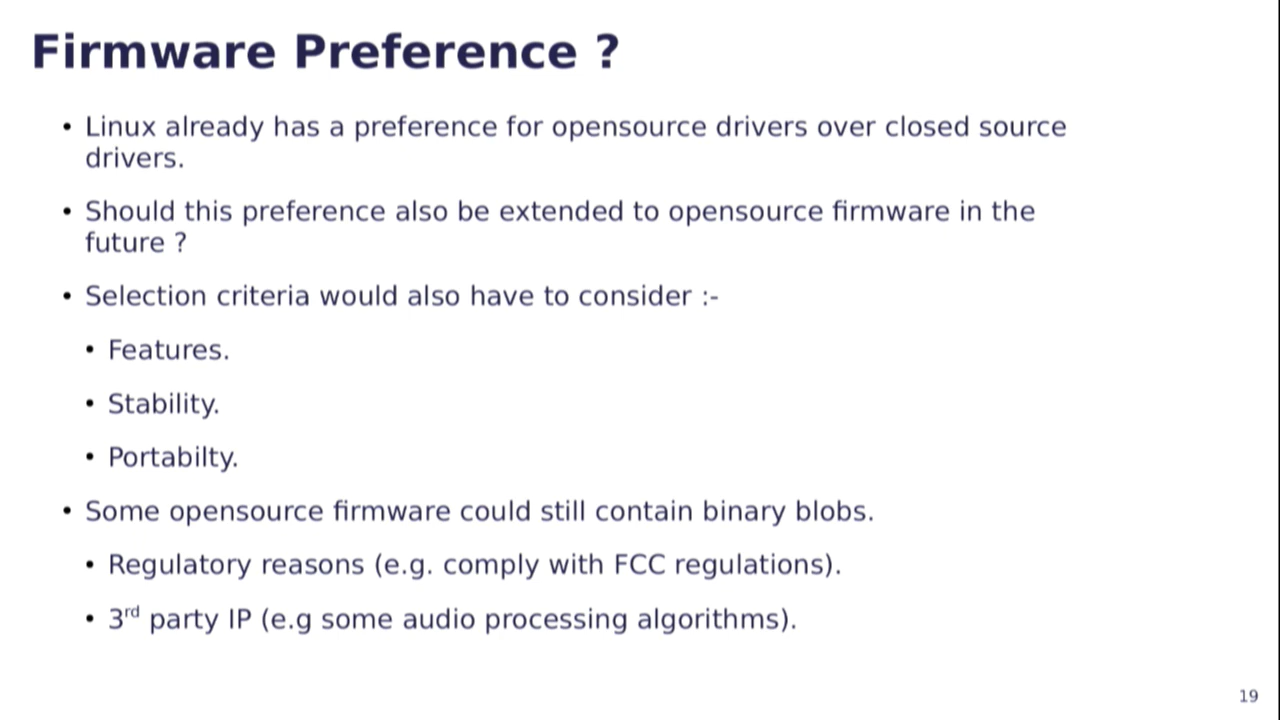 Firmware Preference ?
• Linux already has a preference for opensource drivers over closed source
drivers.
• Should this preference also be extended to opensource firmware in the
future ?
• Selection criteria would also have to consider :-
• Features.
• Stability.
• Portabilty.
• Some opensource firmware could still contain binary blobs.
• Regulatory reasons (e.g. comply with FCC regulations).
• 3rd party IP (e.g some audio processing algorithms).
19